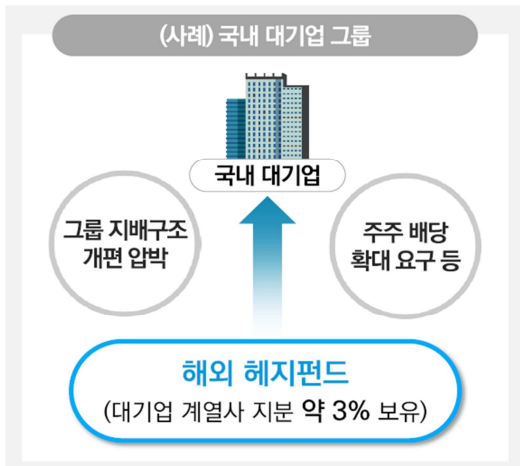 (사례) 국내 대기업 그룹
국내 대기업
그룹 지배구조
개편 압박
주주 배당
확대 요구 등
해외 헤지펀드
(대기업 계열사 지분 약 3% 보유)